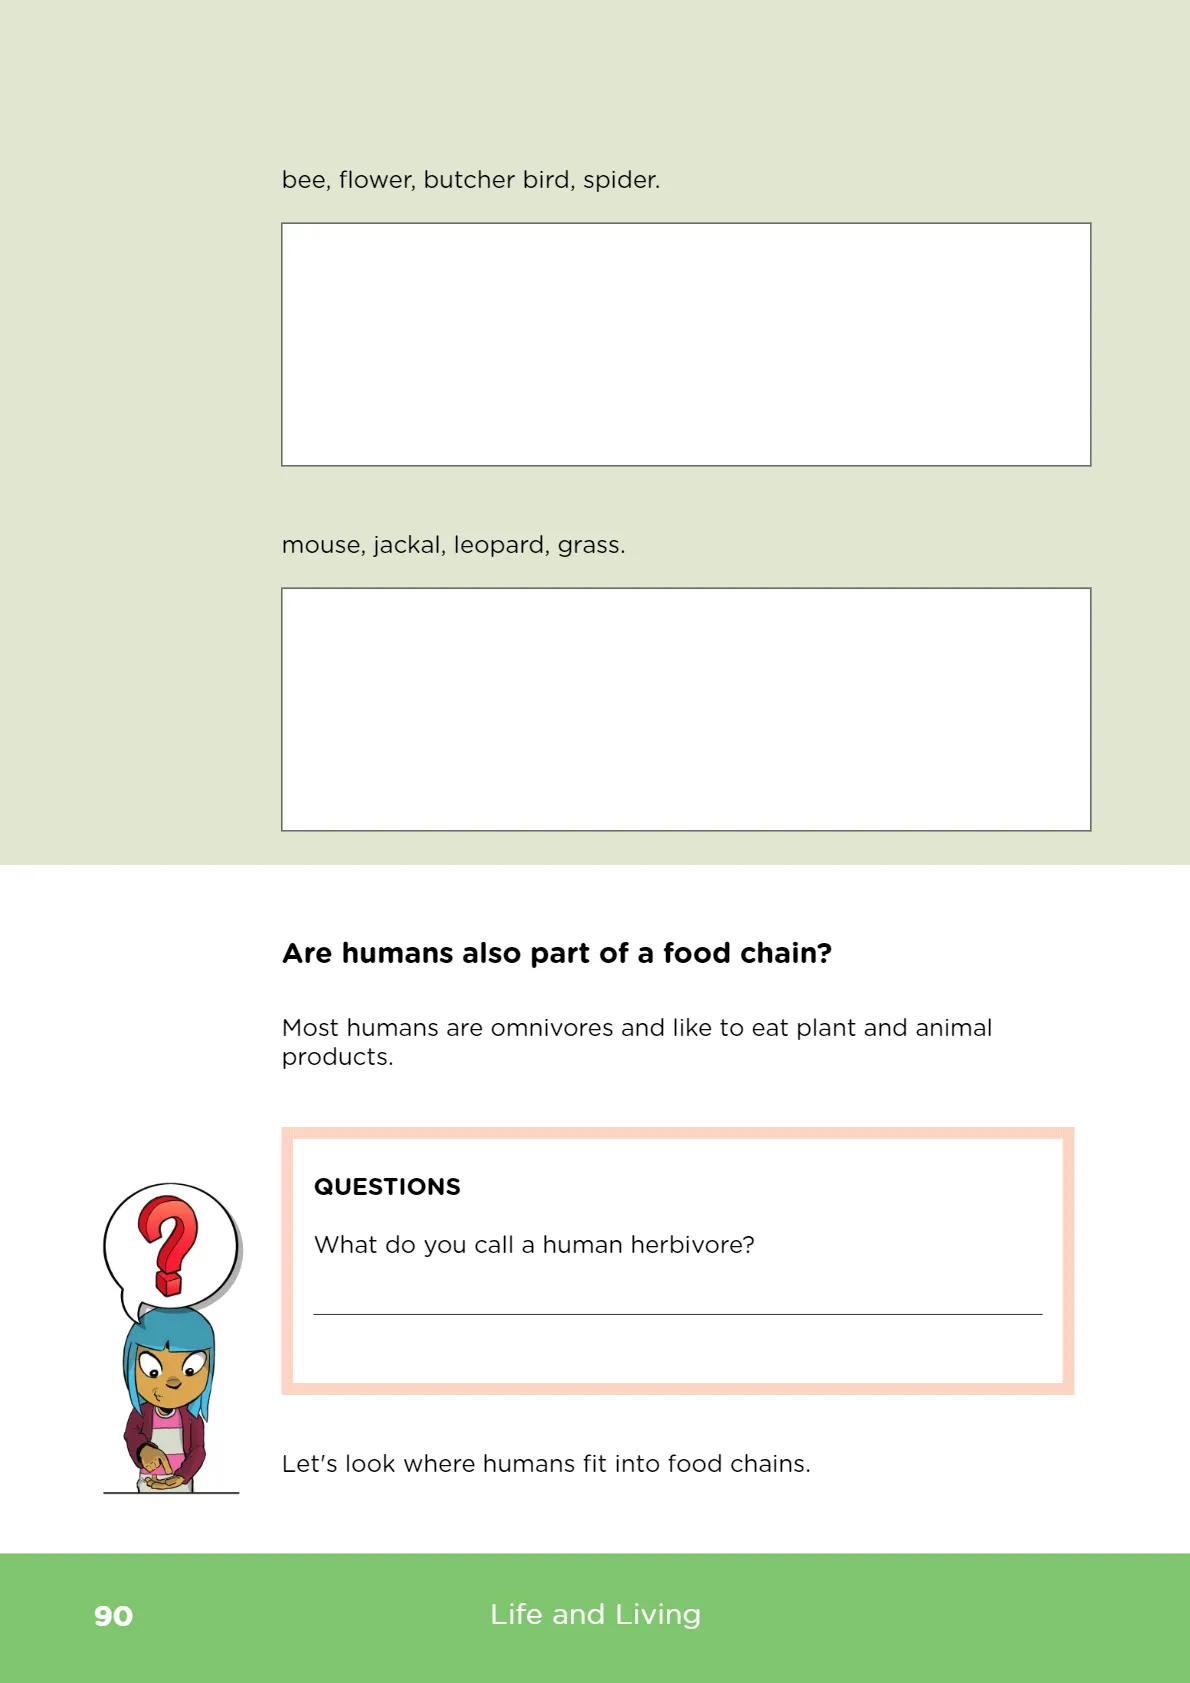 bee, flower, butcher bird, spider.
mouse, jackal, leopard, grass.
Are humans also part of a food chain?
Most humans are omnivores and like to eat plant and animal
products.
QUESTIONS
What do you call a human herbivore?
Let's look where humans fit into food chains.
90
Life and Living